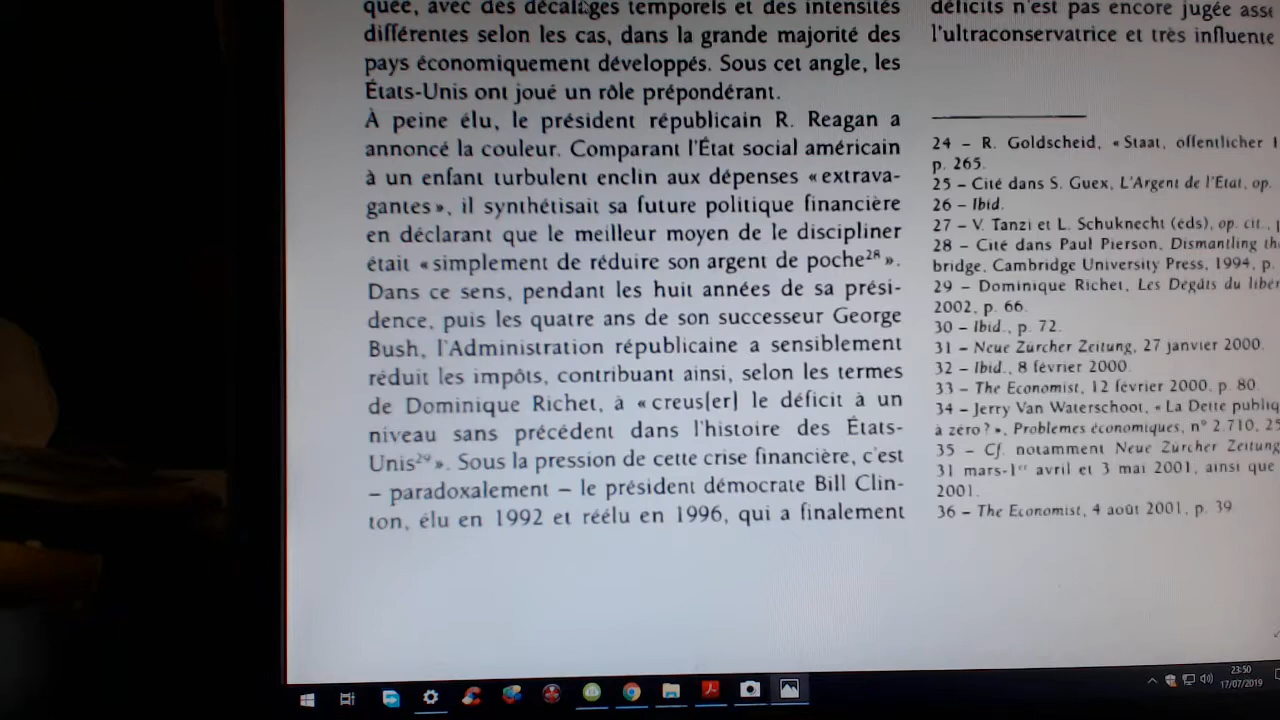 quée, avec des décalages temporels et des intensités
différentes selon les cas, dans la grande majorité des
pays économiquement développés. Sous cet angle, les
États-Unis ont joué un rôle prépondérant.
À peine élu, le président républicain R. Reagan a
annoncé la couleur. Comparant l'État social américain
à un enfant turbulent enclin aux dépenses « extrava-
gantes », il synthétisait sa future politique financière
en déclarant que le meilleur moyen de le discipliner
était « simplement de réduire son argent de poche28 ».
Dans ce sens, pendant les huit années de sa prési-
dence, puis les quatre ans de son successeur George
Bush, l'Administration républicaine a sensiblement
réduit les impôts, contribuant ainsi, selon les termes
de Dominique Richet, à « creus[er] le déficit à un
niveau sans précédent dans l'histoire des États-
Unis29 ». Sous la pression de cette crise financière, c'est
– paradoxalement – le président démocrate Bill Clin-
ton, élu en 1992 et réélu en 1996, qui a finalement
déficits n'est pas encore jugée
l'ultraconservatrice et très influente
24 – R. Goldscheid, « Staat, offentlicher
p. 265.
25 – Cité dans S. Guex, L'Argent de l'État, op.
26 – Ibid.
27 – V. Tanzi et L. Schuknecht (éds), op. cit.,
28 – Cité dans Paul Pierson, Dismantling
bridge, Cambridge University Press, 1994, p.
29 – Dominique Richet, Les Dégâts du
2002, p. 66.
30 – Ibid., p. 72.
31 – Neue Zürcher Zeitung, 27 janvier 2000.
32 – Ibid., 8 février 2000.
33 – The Economist, 12 février 2000, p. 80.
34 – Jerry Van Waterschoot, « La Dette
à zéro ? », Problèmes économiques, n° 2.710,
35 – Cf. notamment Neue Zürcher Zeitung
31 mars-1er avril et 3 mai 2001, ainsi que
2001.
36 – The Economist, 4 août 2001, p. 39
23:50
17/07/2019